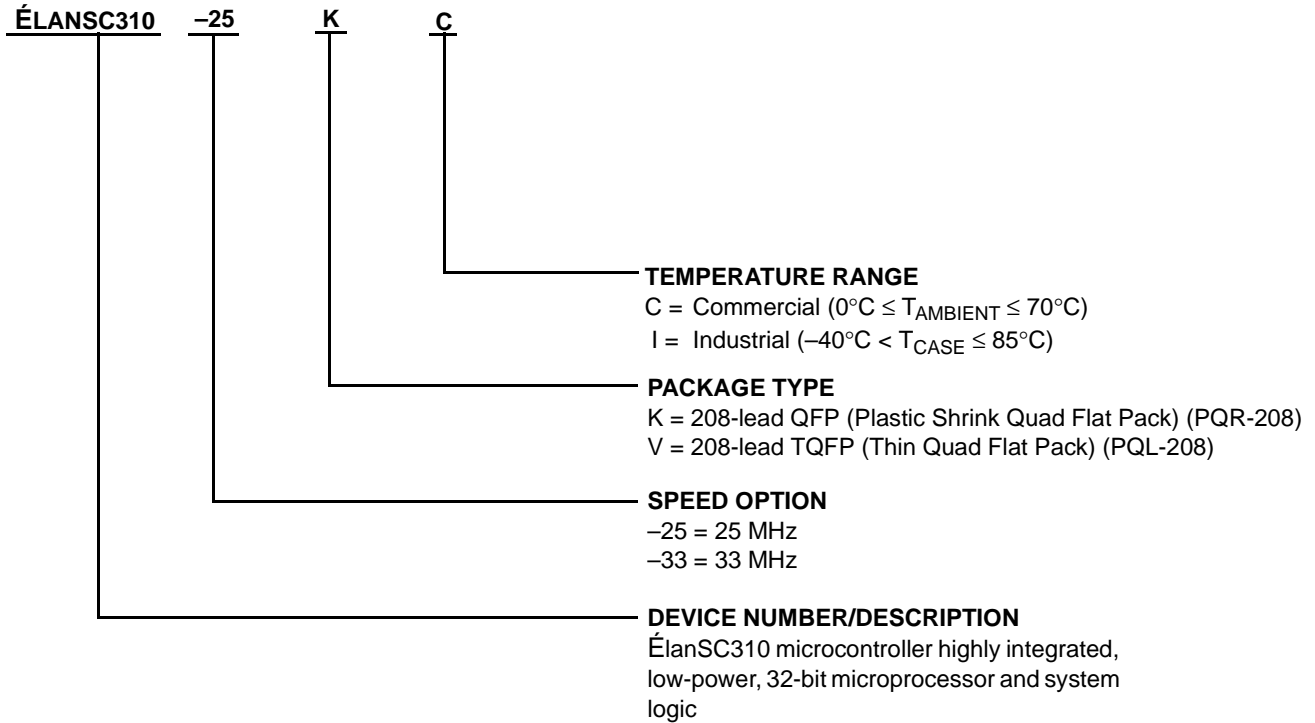 ÉLANSC310 –25 K C
TEMPERATURE RANGE
C = Commercial (0°C ≤ TAMBIENT ≤ 70°C)
I = Industrial (–40°C < TCASE ≤ 85°C)
PACKAGE TYPE
K = 208-lead QFP (Plastic Shrink Quad Flat Pack) (PQR-208)
V = 208-lead TQFP (Thin Quad Flat Pack) (PQL-208)
SPEED OPTION
–25 = 25 MHz
–33 = 33 MHz
DEVICE NUMBER/DESCRIPTION
ÉlanSC310 microcontroller highly integrated,
low-power, 32-bit microprocessor and system
logic